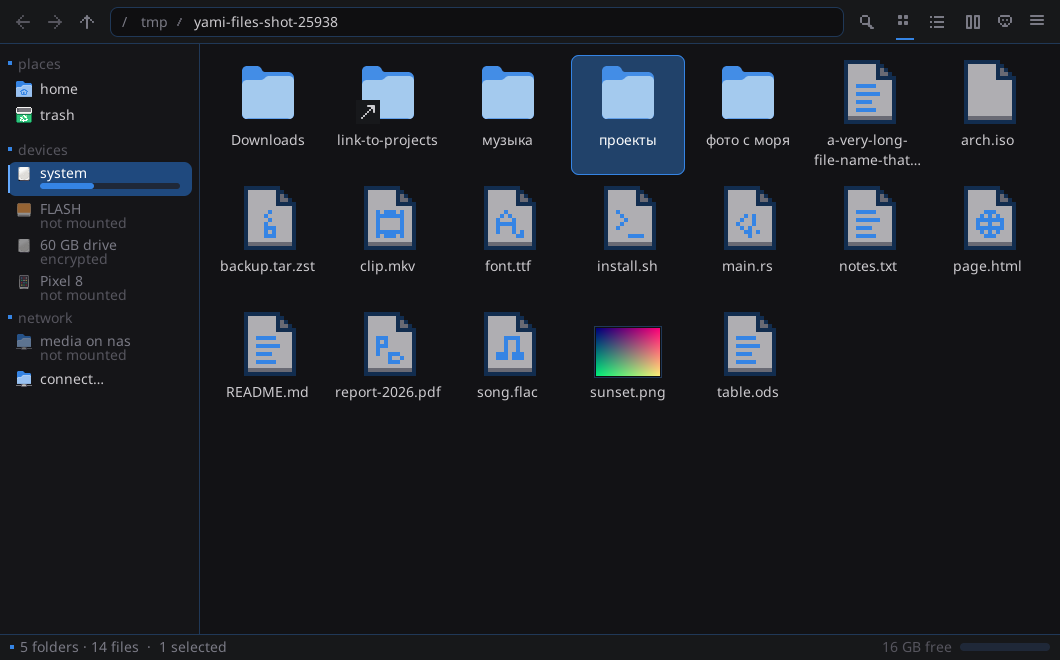 / tmp / yami-files-shot-25938
places
home
trash
devices
system
FLASH
not mounted
60 GB drive
encrypted
Pixel 8
not mounted
network
media on nas
not mounted
connect...
Downloads
link-to-projects
музыка
проекты
фото с моря
a-very-long-
file-name-that...
arch.iso
backup.tar.zst
clip.mkv
font.ttf
install.sh
main.rs
notes.txt
page.html
README.md
report-2026.pdf
song.flac
sunset.png
table.ods
5 folders · 14 files · 1 selected
16 GB free